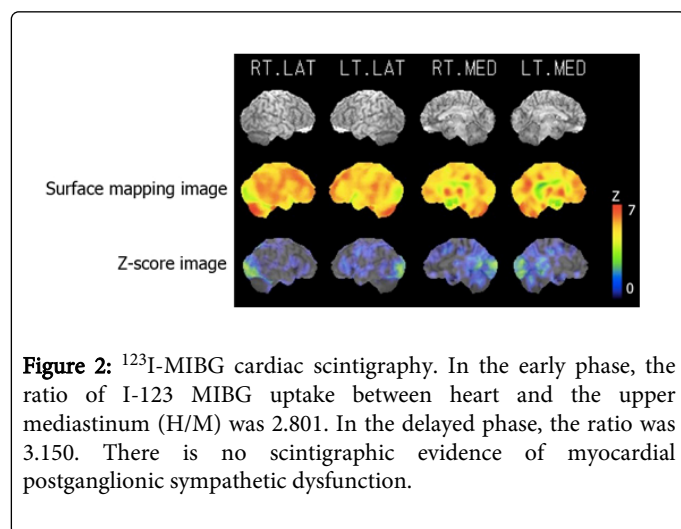 RT.LAT LT.LAT RT.MED LT.MED
Surface mapping image
Z
7
Z-score image
0
Figure 2: ¹²³I-MIBG cardiac scintigraphy. In the early phase, the
ratio of I-123 MIBG uptake between heart and the upper
mediastinum (H/M) was 2.801. In the delayed phase, the ratio was
3.150. There is no scintigraphic evidence of myocardial
postganglionic sympathetic dysfunction.